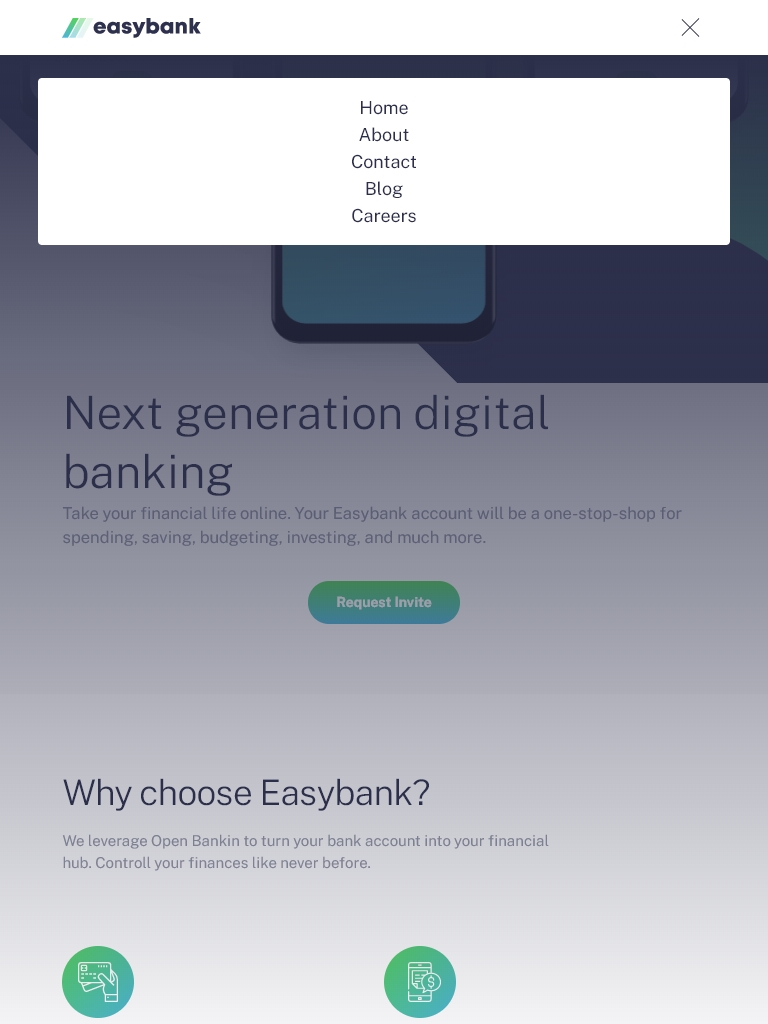 easybank
Home
About
Contact
Blog
Careers
Next generation digital
banking
Take your financial life online. Your Easybank account will be a one-stop-shop for
spending, saving, budgeting, investing, and much more.
Request Invite
Why choose Easybank?
We leverage Open Bankin to turn your bank account into your financial
hub. Controll your finances like never before.